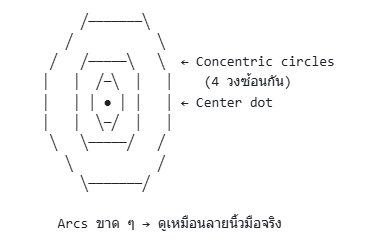 ← Concentric circles
(4 วงซ้อนกัน)
← Center dot
Arcs ขาด ๆ → ดูเหมือนลายนิ้วมือจริง